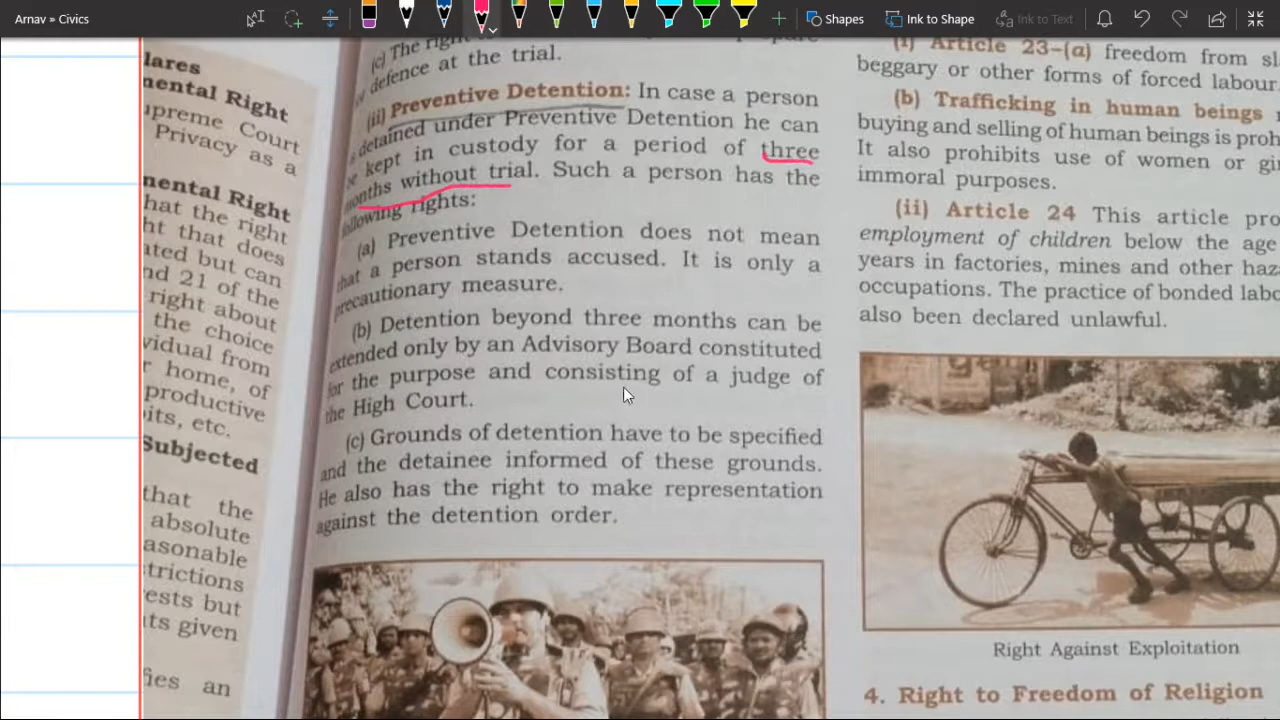 Arnav » Civics
Shapes
Ink to Shape
Ink to Text
lares
mental Right
upreme Court
Privacy as a
mental Right
hat the right
ht that does
ated but can
nd 21 of the
right about
the choice
vidual from
r home, of
productive
its, etc.
Subjected
that the
absolute
easonable
strictions
ests but
ts given
fies an
(c) The right
defence at the trial.
(ii) Preventive Detention: In case a person
detained under Preventive Detention he can
kept in custody for a period of three
months without trial. Such a person has the
following rights:
(a) Preventive Detention does not mean
that a person stands accused. It is only a
precautionary measure.
(b) Detention beyond three months can be
extended only by an Advisory Board constituted
for the purpose and consisting of a judge of
the High Court.
(c) Grounds of detention have to be specified
and the detainee informed of these grounds.
He also has the right to make representation
against the detention order.
(i) Article 23–(a) freedom from sl
beggary or other forms of forced labour
(b) Trafficking in human beings
buying and selling of human beings is proh
It also prohibits use of women or gi
immoral purposes.
(ii) Article 24 This article pro
employment of children below the age
years in factories, mines and other haz
occupations. The practice of bonded labo
also been declared unlawful.
Right Against Exploitation
4. Right to Freedom of Religion